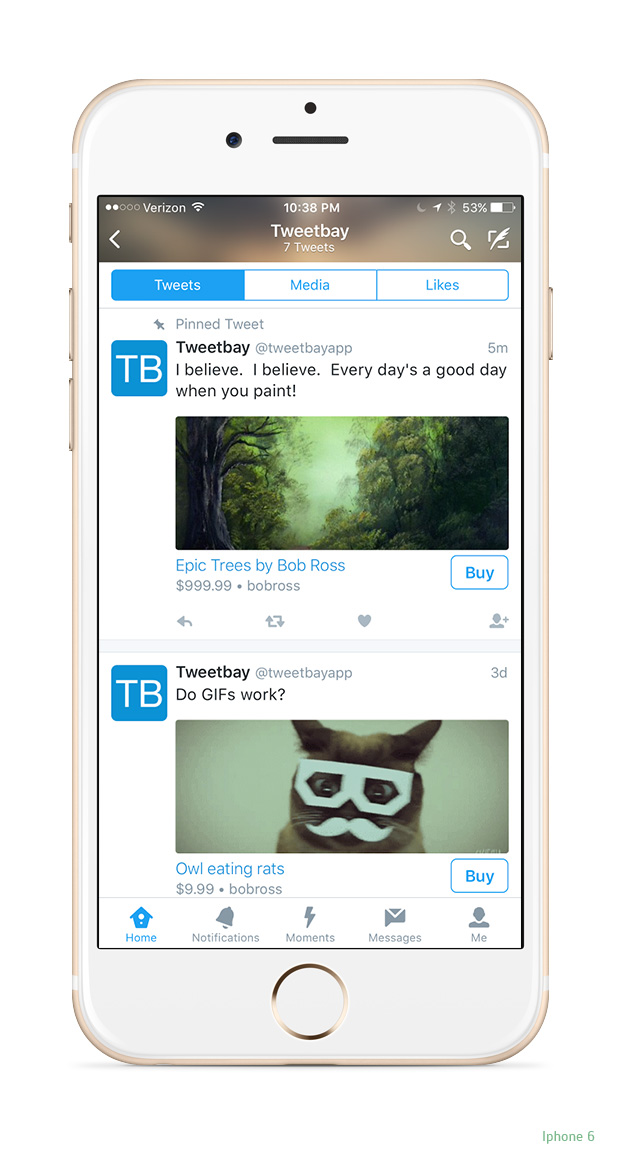 Verizon 10:38 PM 53%
Tweetbay
7 Tweets
Tweets Media Likes
Pinned Tweet
TB Tweetbay @tweetbayapp 5m
I believe.  I believe.  Every day's a good day
when you paint!
Epic Trees by Bob Ross
$999.99 • bobross
Buy
TB Tweetbay @tweetbayapp 3d
Do GIFs work?
Owl eating rats
$9.99 • bobross
Buy
Home Notifications Moments Messages Me
Iphone 6